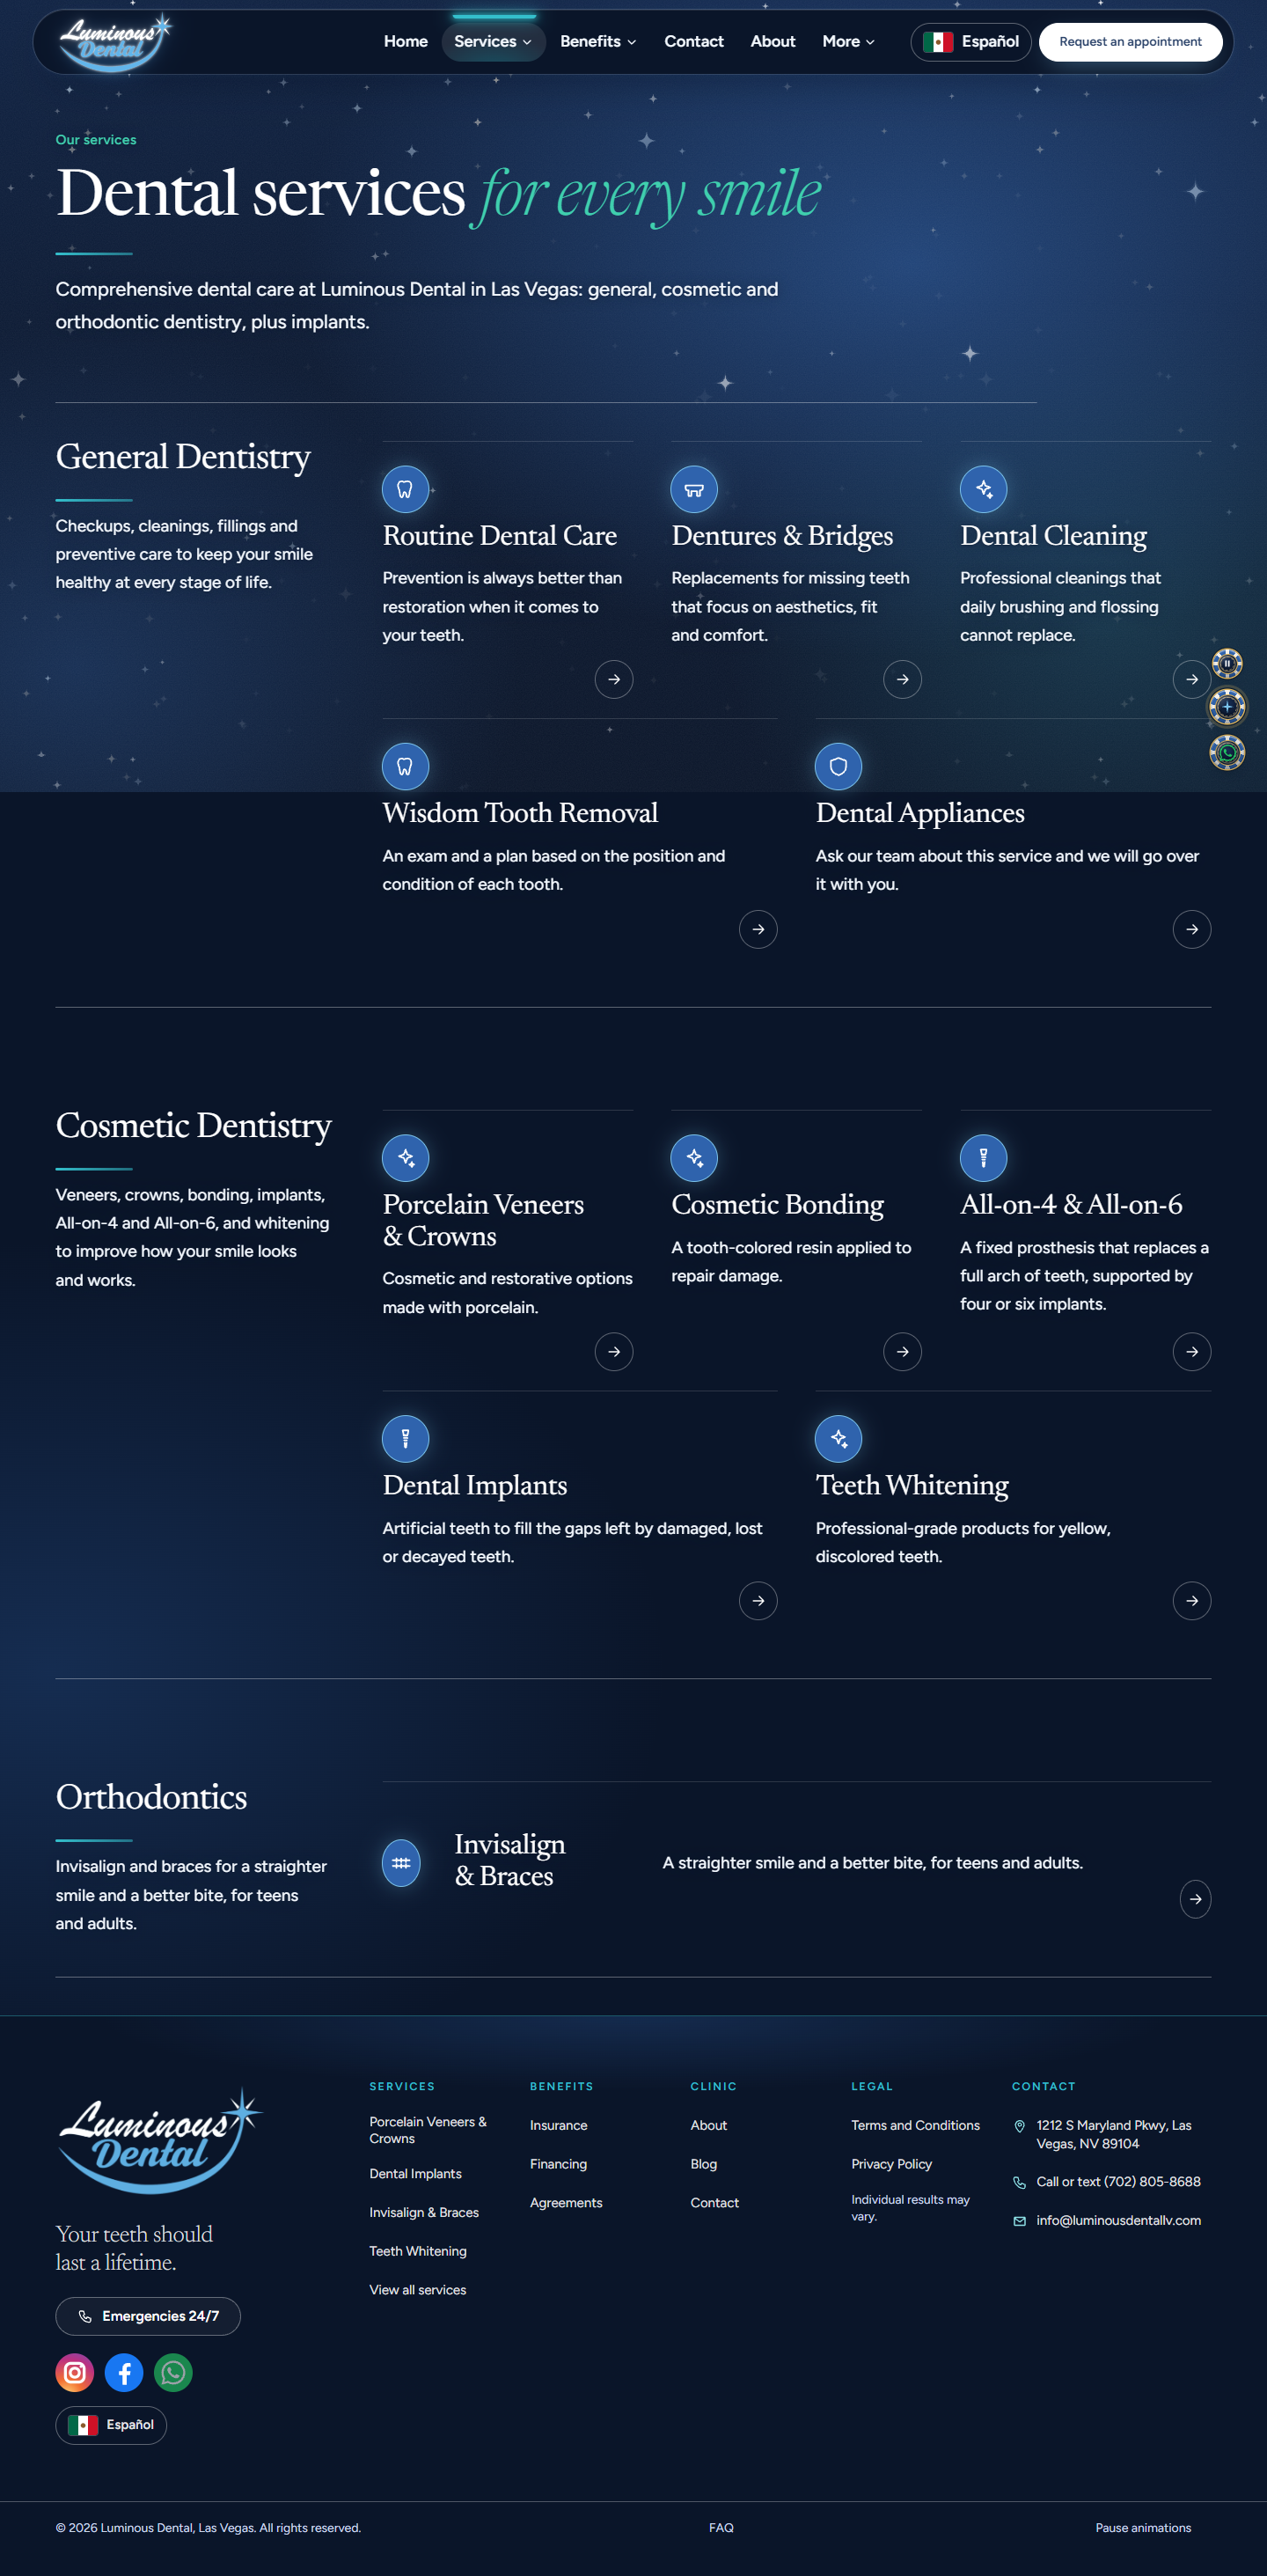 Luminous
Dental
Home
Services
Benefits
Contact
About
More
Español
Request an appointment
Our services
Dental services for every smile
Comprehensive dental care at Luminous Dental in Las Vegas: general, cosmetic and
orthodontic dentistry, plus implants.
General Dentistry
Checkups, cleanings, fillings and
preventive care to keep your smile
healthy at every stage of life.
Routine Dental Care
Prevention is always better than
restoration when it comes to
your teeth.
Dentures & Bridges
Replacements for missing teeth
that focus on aesthetics, fit
and comfort.
Dental Cleaning
Professional cleanings that
daily brushing and flossing
cannot replace.
Wisdom Tooth Removal
An exam and a plan based on the position and
condition of each tooth.
Dental Appliances
Ask our team about this service and we will go over
it with you.
Cosmetic Dentistry
Veneers, crowns, bonding, implants,
All-on-4 and All-on-6, and whitening
to improve how your smile looks
and works.
Porcelain Veneers
& Crowns
Cosmetic and restorative options
made with porcelain.
Cosmetic Bonding
A tooth-colored resin applied to
repair damage.
All-on-4 & All-on-6
A fixed prosthesis that replaces a
full arch of teeth, supported by
four or six implants.
Dental Implants
Artificial teeth to fill the gaps left by damaged, lost
or decayed teeth.
Teeth Whitening
Professional-grade products for yellow,
discolored teeth.
Orthodontics
Invisalign and braces for a straighter
smile and a better bite, for teens
and adults.
Invisalign
& Braces
A straighter smile and a better bite, for teens and adults.
Luminous
Dental
Your teeth should
last a lifetime.
Emergencies 24/7
Español
SERVICES
Porcelain Veneers &
Crowns
Dental Implants
Invisalign & Braces
Teeth Whitening
View all services
BENEFITS
Insurance
Financing
Agreements
CLINIC
About
Blog
Contact
LEGAL
Terms and Conditions
Privacy Policy
Individual results may
vary.
CONTACT
1212 S Maryland Pkwy, Las
Vegas, NV 89104
Call or text (702) 805-8688
info@luminousdentallv.com
© 2026 Luminous Dental, Las Vegas. All rights reserved.
FAQ
Pause animations